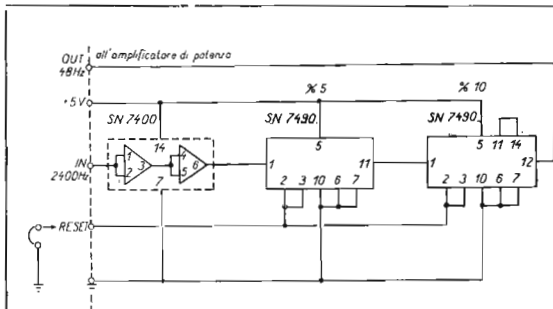 OUT
48Hz
all'amplificatore di potenza
+5V
% 5
% 10
SN 7400
SN 7490
SN 7490
14
5
5 11 14
IN
2400Hz
1
2
3
4
5
6
1
11
1
12
7
2 3 10 6 7
2 3 10 6 7
RESET